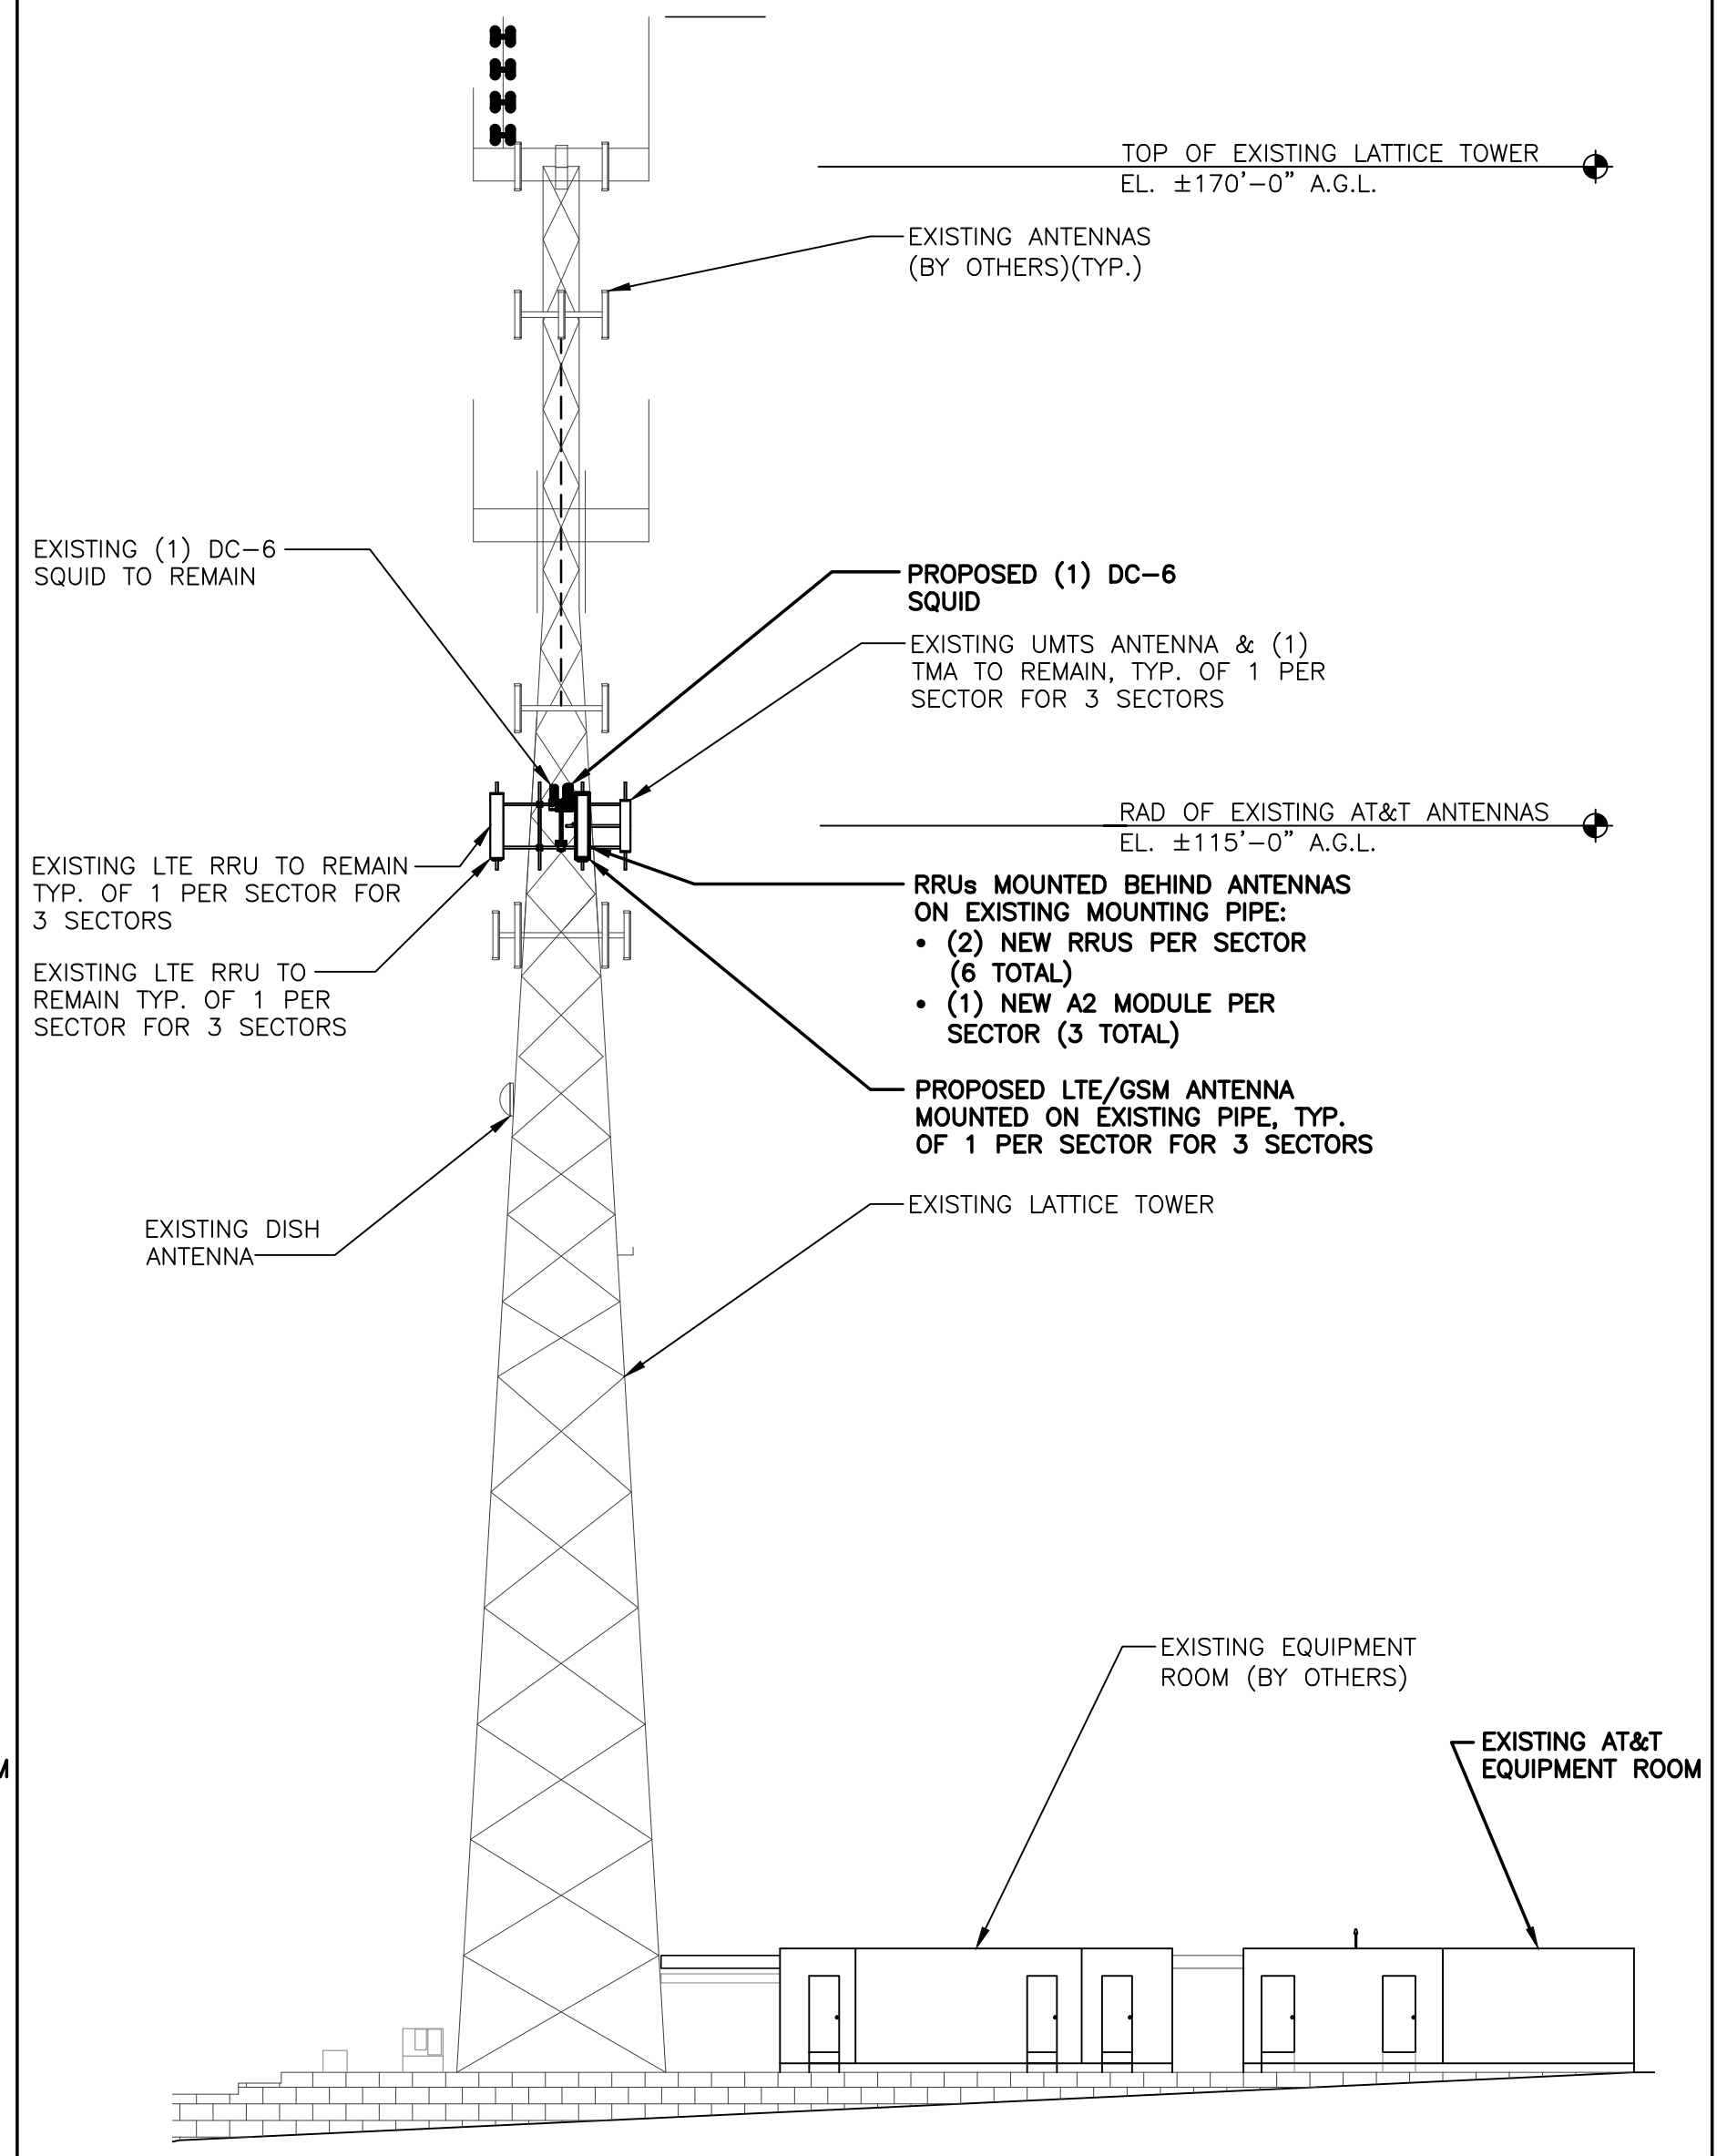 TOP OF EXISTING LATTICE TOWER
EL. ±170'-0" A.G.L.
EXISTING ANTENNAS
(BY OTHERS)(TYP.)
EXISTING (1) DC-6
SQUID TO REMAIN
PROPOSED (1) DC-6
SQUID
EXISTING UMTS ANTENNA & (1)
TMA TO REMAIN, TYP. OF 1 PER
SECTOR FOR 3 SECTORS
RAD OF EXISTING AT&T ANTENNAS
EL. ±115'-0" A.G.L.
EXISTING LTE RRU TO REMAIN
TYP. OF 1 PER SECTOR FOR
3 SECTORS
RRUs MOUNTED BEHIND ANTENNAS
ON EXISTING MOUNTING PIPE:
• (2) NEW RRUS PER SECTOR
(6 TOTAL)
• (1) NEW A2 MODULE PER
SECTOR (3 TOTAL)
EXISTING LTE RRU TO
REMAIN TYP. OF 1 PER
SECTOR FOR 3 SECTORS
PROPOSED LTE/GSM ANTENNA
MOUNTED ON EXISTING PIPE, TYP.
OF 1 PER SECTOR FOR 3 SECTORS
EXISTING LATTICE TOWER
EXISTING DISH
ANTENNA
EXISTING EQUIPMENT
ROOM (BY OTHERS)
EXISTING AT&T
EQUIPMENT ROOM